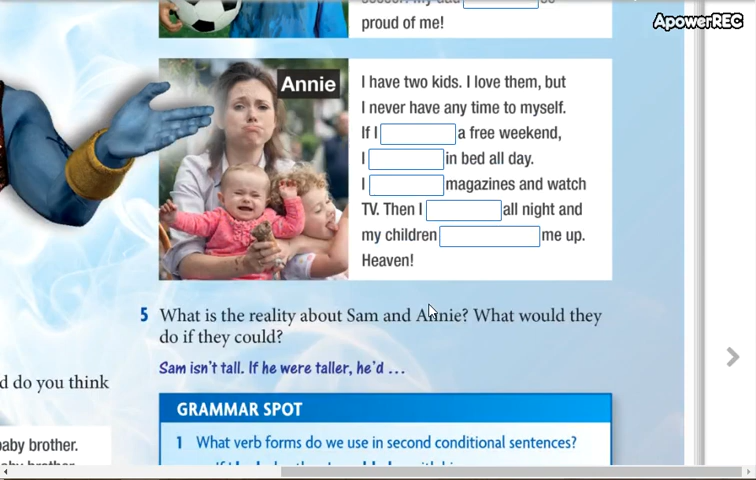 ApowerREC
proud of me!
Annie
I have two kids. I love them, but
I never have any time to myself.
If I a free weekend,
I in bed all day.
I magazines and watch
TV. Then I all night and
my children me up.
Heaven!
5 What is the reality about Sam and Annie? What would they
do if they could?
Sam isn't tall. If he were taller, he'd ...
d do you think
GRAMMAR SPOT
1 What verb forms do we use in second conditional sentences?
baby brother.